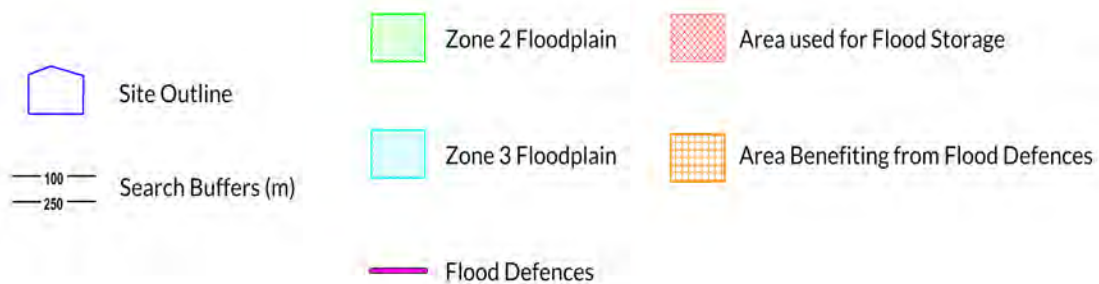 Site Outline
100
250
Search Buffers (m)
Zone 2 Floodplain
Zone 3 Floodplain
Flood Defences
Area used for Flood Storage
Area Benefiting from Flood Defences